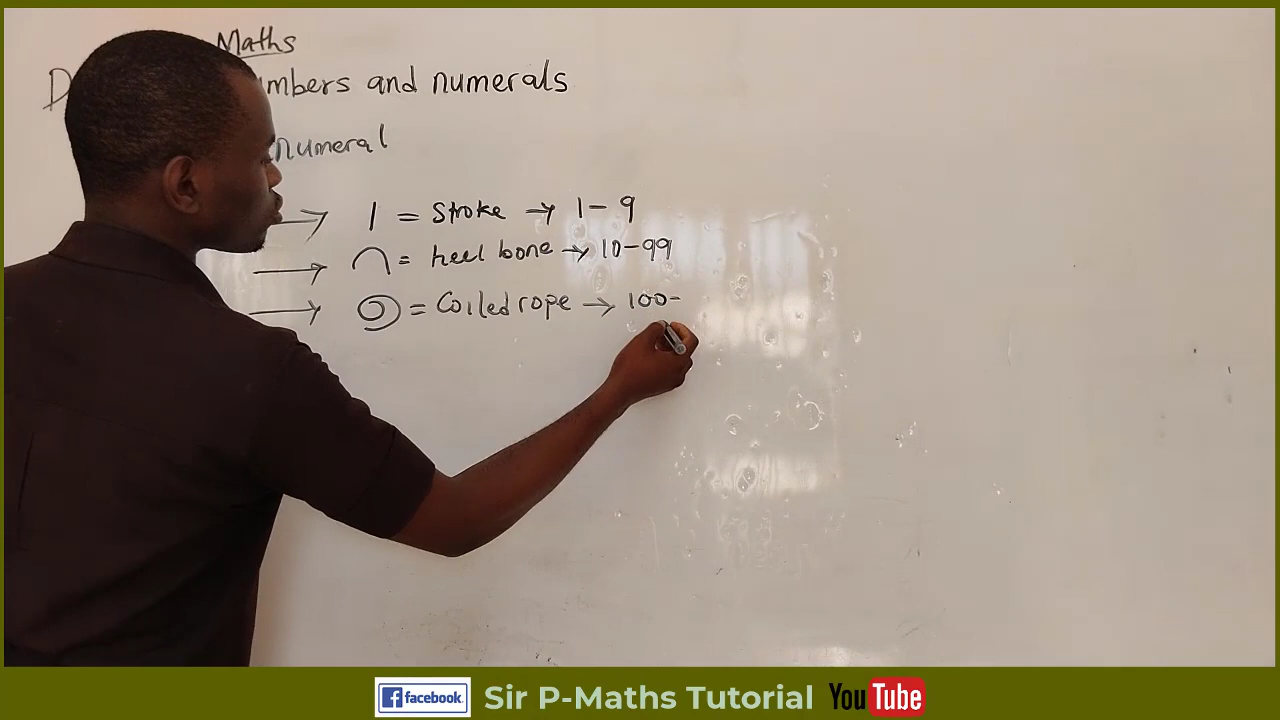 Maths
and numerals
numeral
| = Stroke → 1 - 9
∩ = heel bone → 10 - 99
= Coiled rope → 100 -
facebook. Sir P-Maths Tutorial YouTube